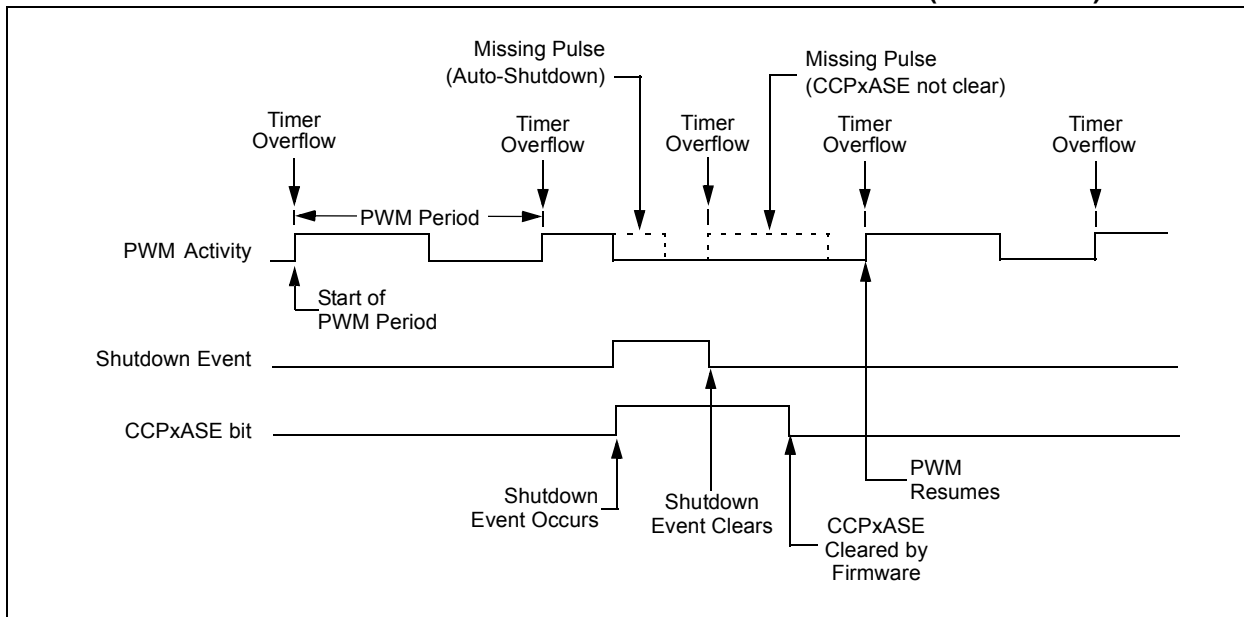 Missing Pulse
(Auto-Shutdown)
Missing Pulse
(CCPxASE not clear)
Timer
Overflow
Timer
Overflow
Timer
Overflow
Timer
Overflow
Timer
Overflow
PWM Period
PWM Activity
Start of
PWM Period
Shutdown Event
CCPxASE bit
Shutdown
Event Occurs
Shutdown
Event Clears
PWM
Resumes
CCPxASE
Cleared by
Firmware